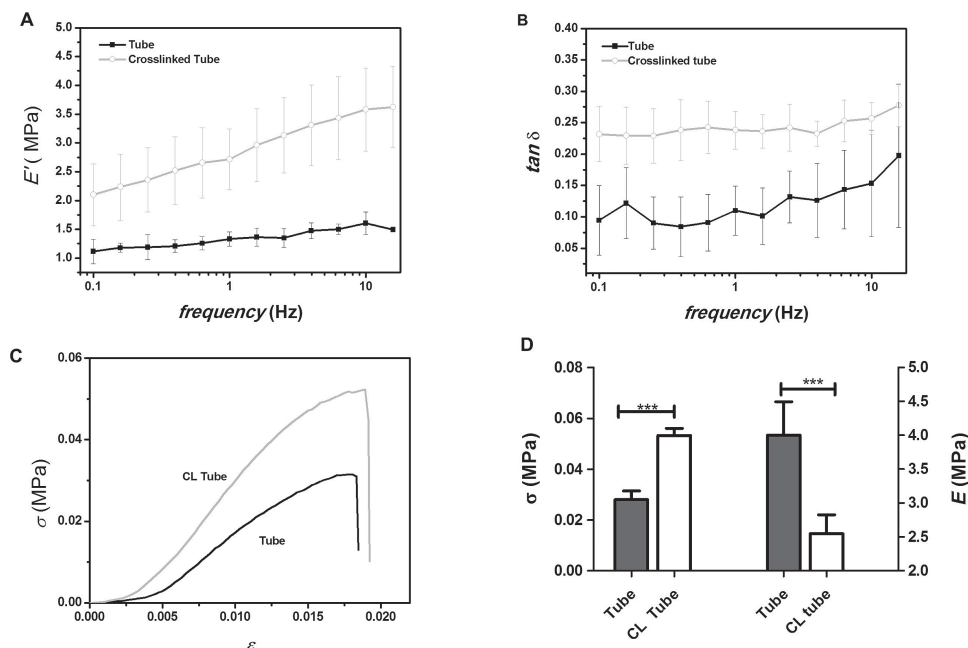 A
5.0
4.5
4.0
3.5
3.0
2.5
2.0
1.5
1.0
E' ( MPa)
Tube
Crosslinked Tube
0.1
1
10
frequency (Hz)
B
0.40
0.35
0.30
0.25
0.20
0.15
0.10
0.05
tan δ
Tube
Crosslinked tube
0.1
1
10
frequency (Hz)
C
0.06
0.04
0.02
0.00
σ (MPa)
CL Tube
Tube
0.000
0.005
0.010
0.015
0.020
ε
D
0.08
0.06
0.04
0.02
0.00
σ (MPa)
***
***
5.0
4.5
4.0
3.5
3.0
2.5
2.0
E (MPa)
Tube
CL Tube
Tube
CL tube